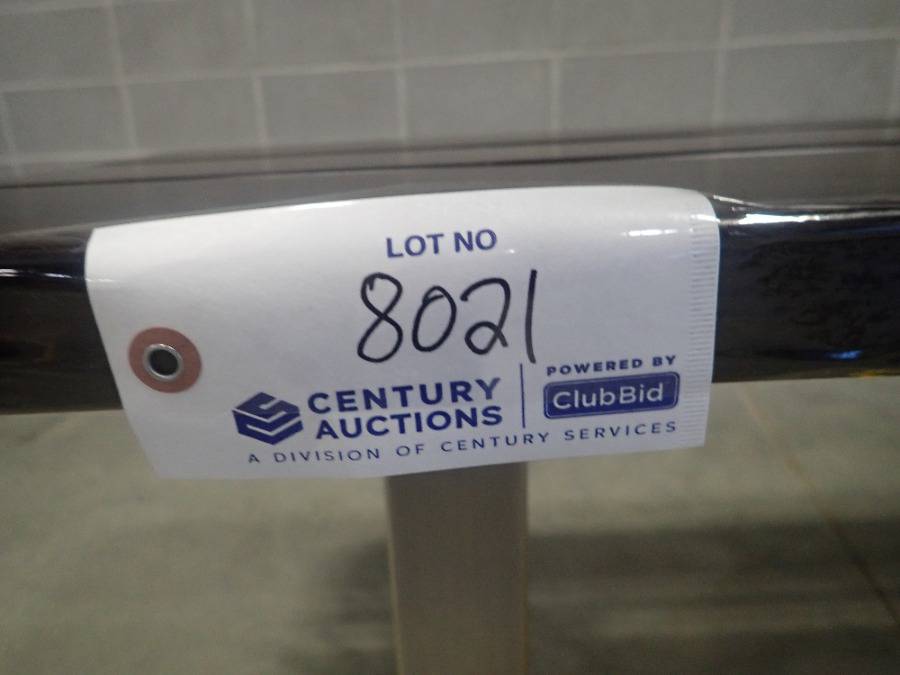 LOT NO
8021
CENTURY
AUCTIONS
POWERED BY
ClubBid
A DIVISION OF CENTURY SERVICES